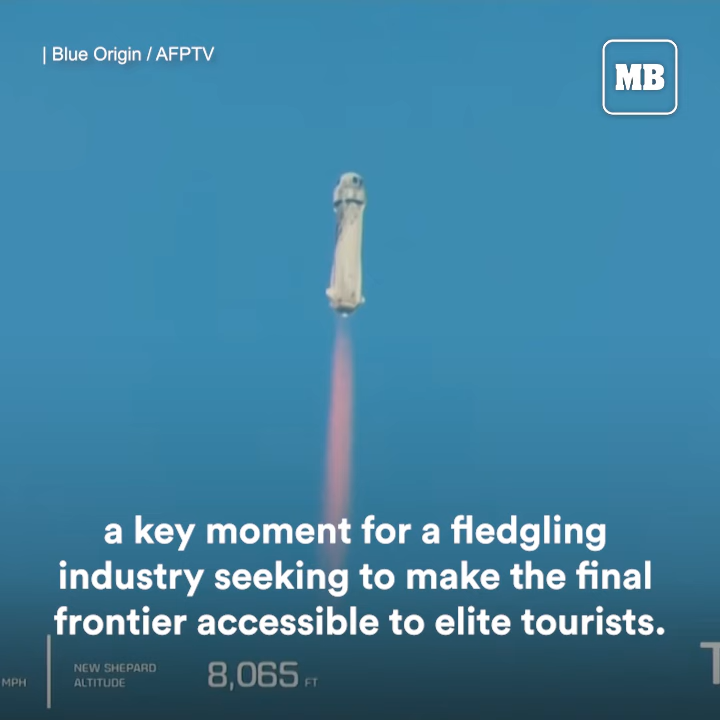 | Blue Origin / AFPTV
MB
a key moment for a fledgling
industry seeking to make the final
frontier accessible to elite tourists.
MPH
NEW SHEPARD
ALTITUDE
8,065 FT
T